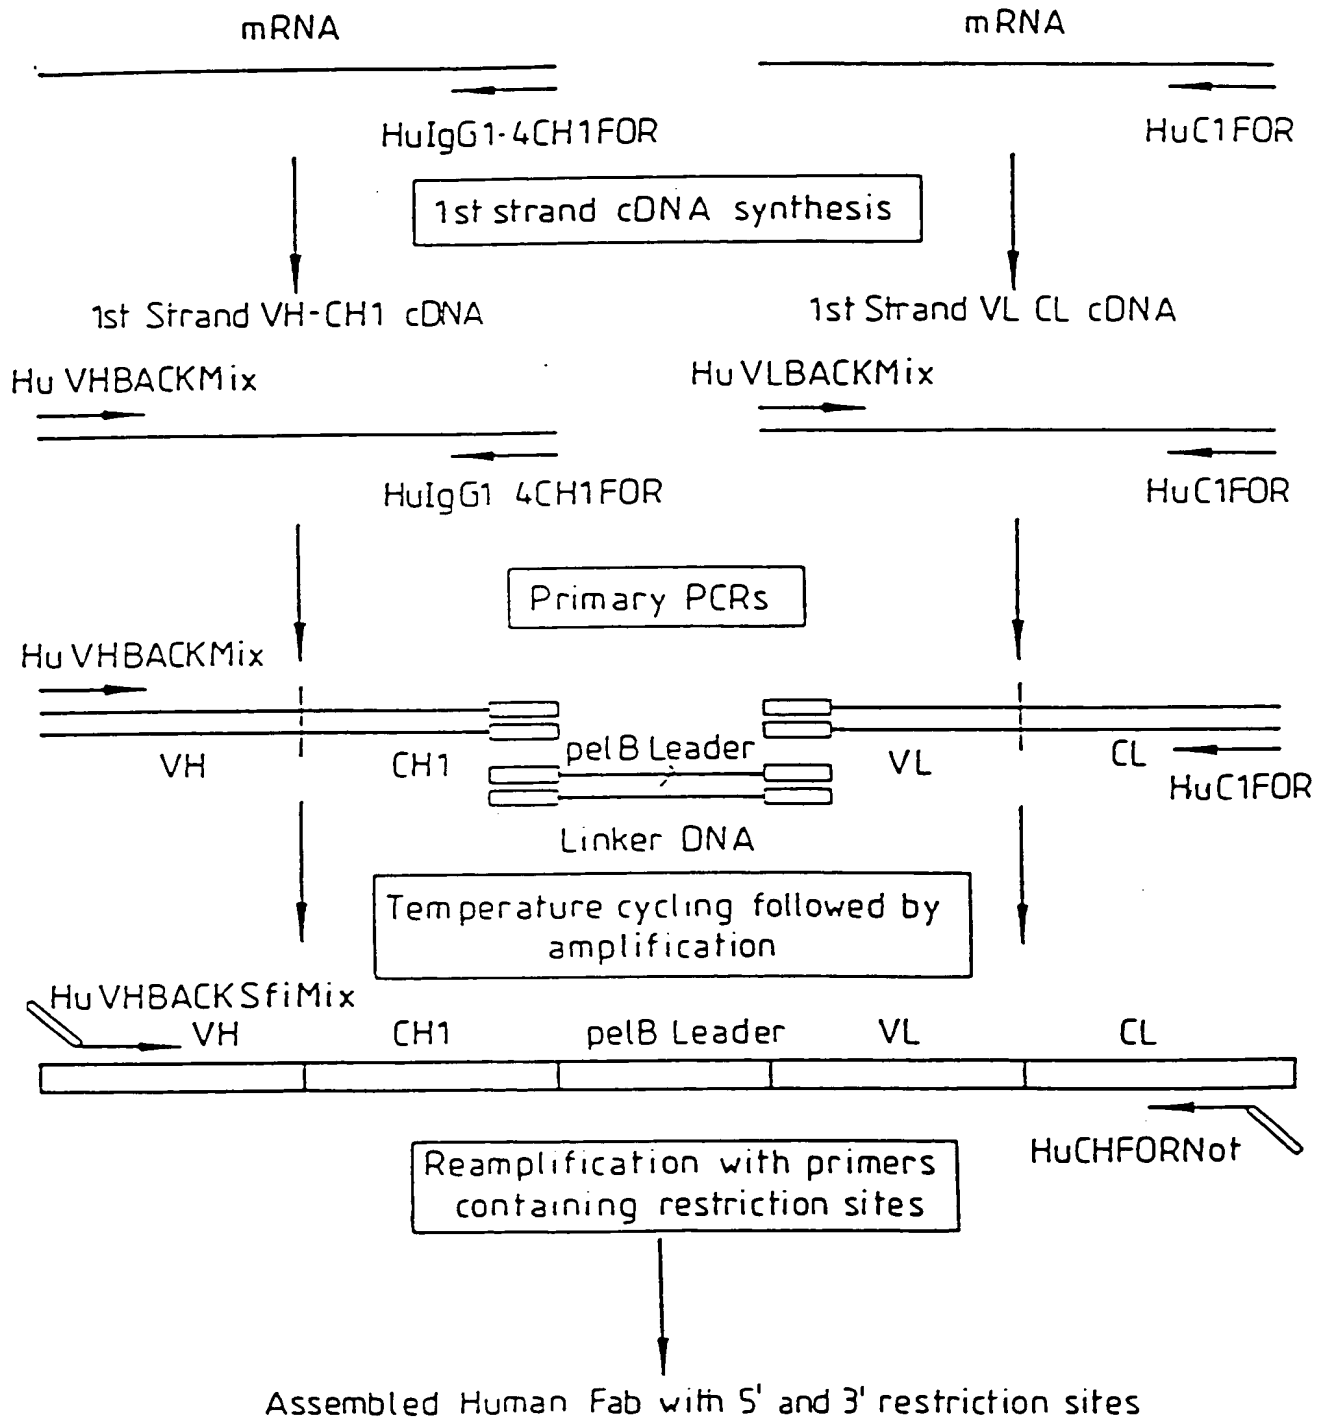 mRNA
mRNA
HuIgG1-4CH1FOR
HuC1FOR
1st strand cDNA synthesis
1st Strand VH-CH1 cDNA
1st Strand VL CL cDNA
Hu VHBACKMix
Hu VLBACKMix
HuIgG1 4CH1FOR
HuC1FOR
Primary PCRs
Hu VHBACKMix
VH
CH1
pelB Leader
VL
CL
HuC1FOR
Linker DNA
Temperature cycling followed by
amplification
Hu VHBACKSfiMix
VH
CH1
pelB Leader
VL
CL
HuCHFORNot
Reamplification with primers
containing restriction sites
Assembled Human Fab with 5' and 3' restriction sites